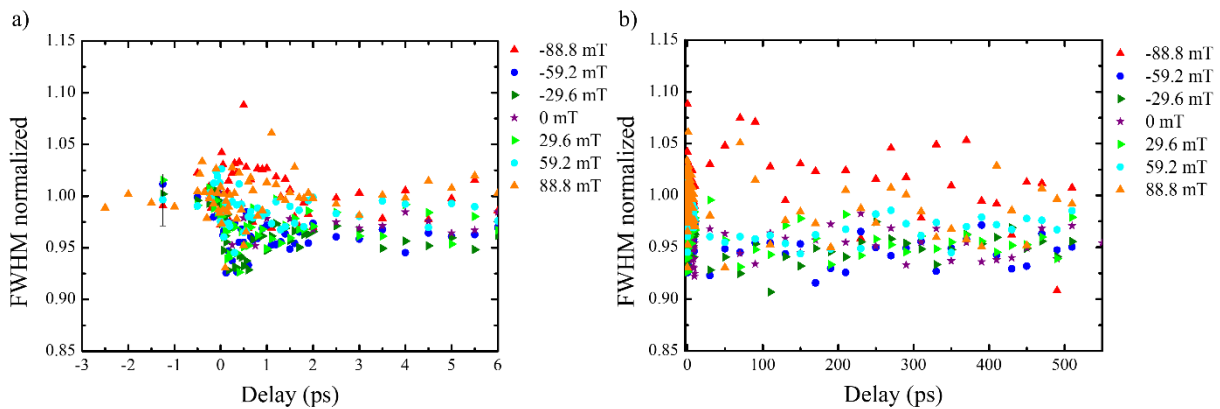 a)
FWHM normalized
1.15
1.10
1.05
1.00
0.95
0.90
0.85
-3 -2 -1 0 1 2 3 4 5 6
Delay (ps)
-88.8 mT
-59.2 mT
-29.6 mT
0 mT
29.6 mT
59.2 mT
88.8 mT
b)
FWHM normalized
1.15
1.10
1.05
1.00
0.95
0.90
0.85
0 100 200 300 400 500
Delay (ps)
-88.8 mT
-59.2 mT
-29.6 mT
0 mT
29.6 mT
59.2 mT
88.8 mT